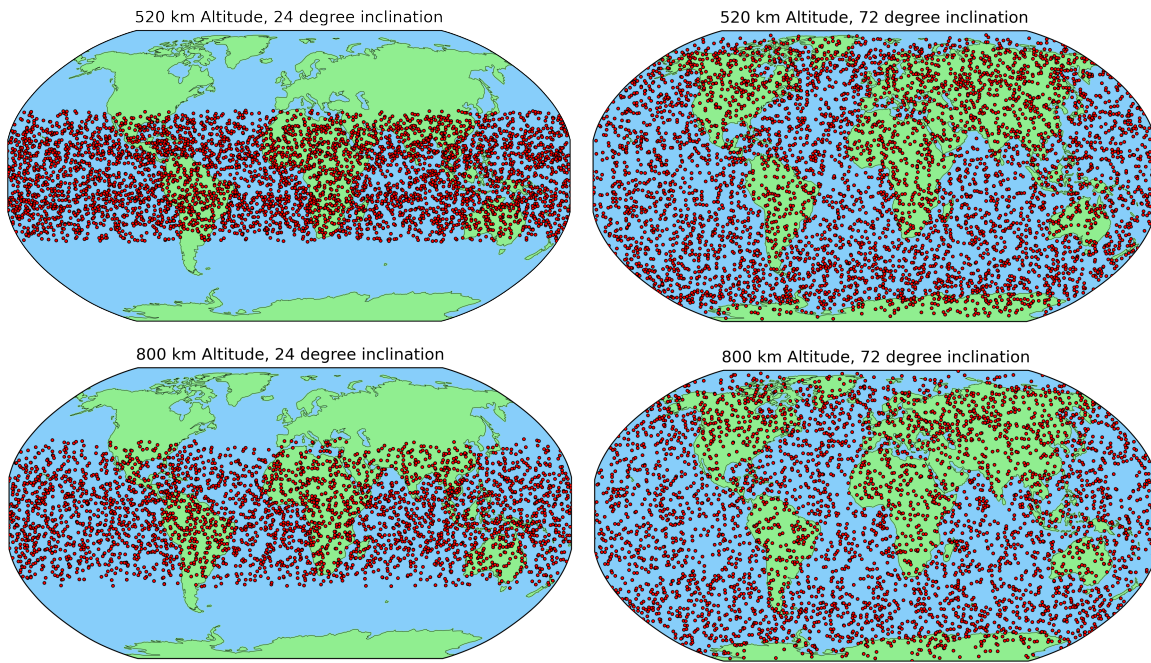 520 km Altitude, 24 degree inclination
520 km Altitude, 72 degree inclination
800 km Altitude, 24 degree inclination
800 km Altitude, 72 degree inclination